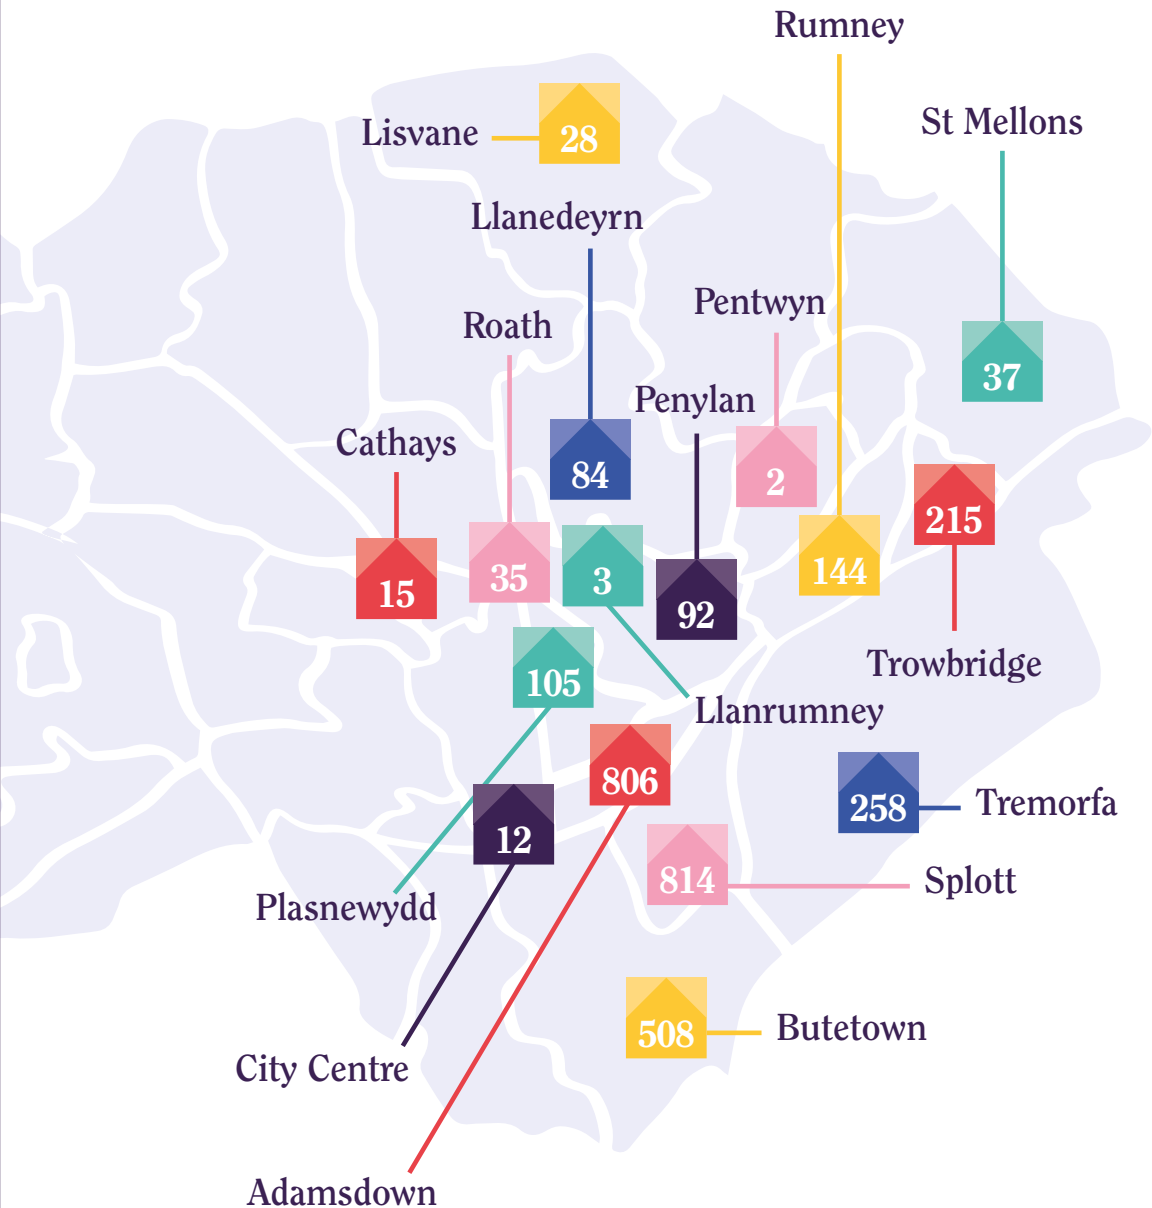 Rumney
St Mellons
Lisvane
28
Llanedeyrn
Pentwyn
Roath
37
Penylan
Cathays
84
2
215
144
35
3
15
92
Trowbridge
105
Llanrumney
806
258
Tremorfa
12
814
Splott
Plasnewydd
508
Butetown
City Centre
Adamsdown